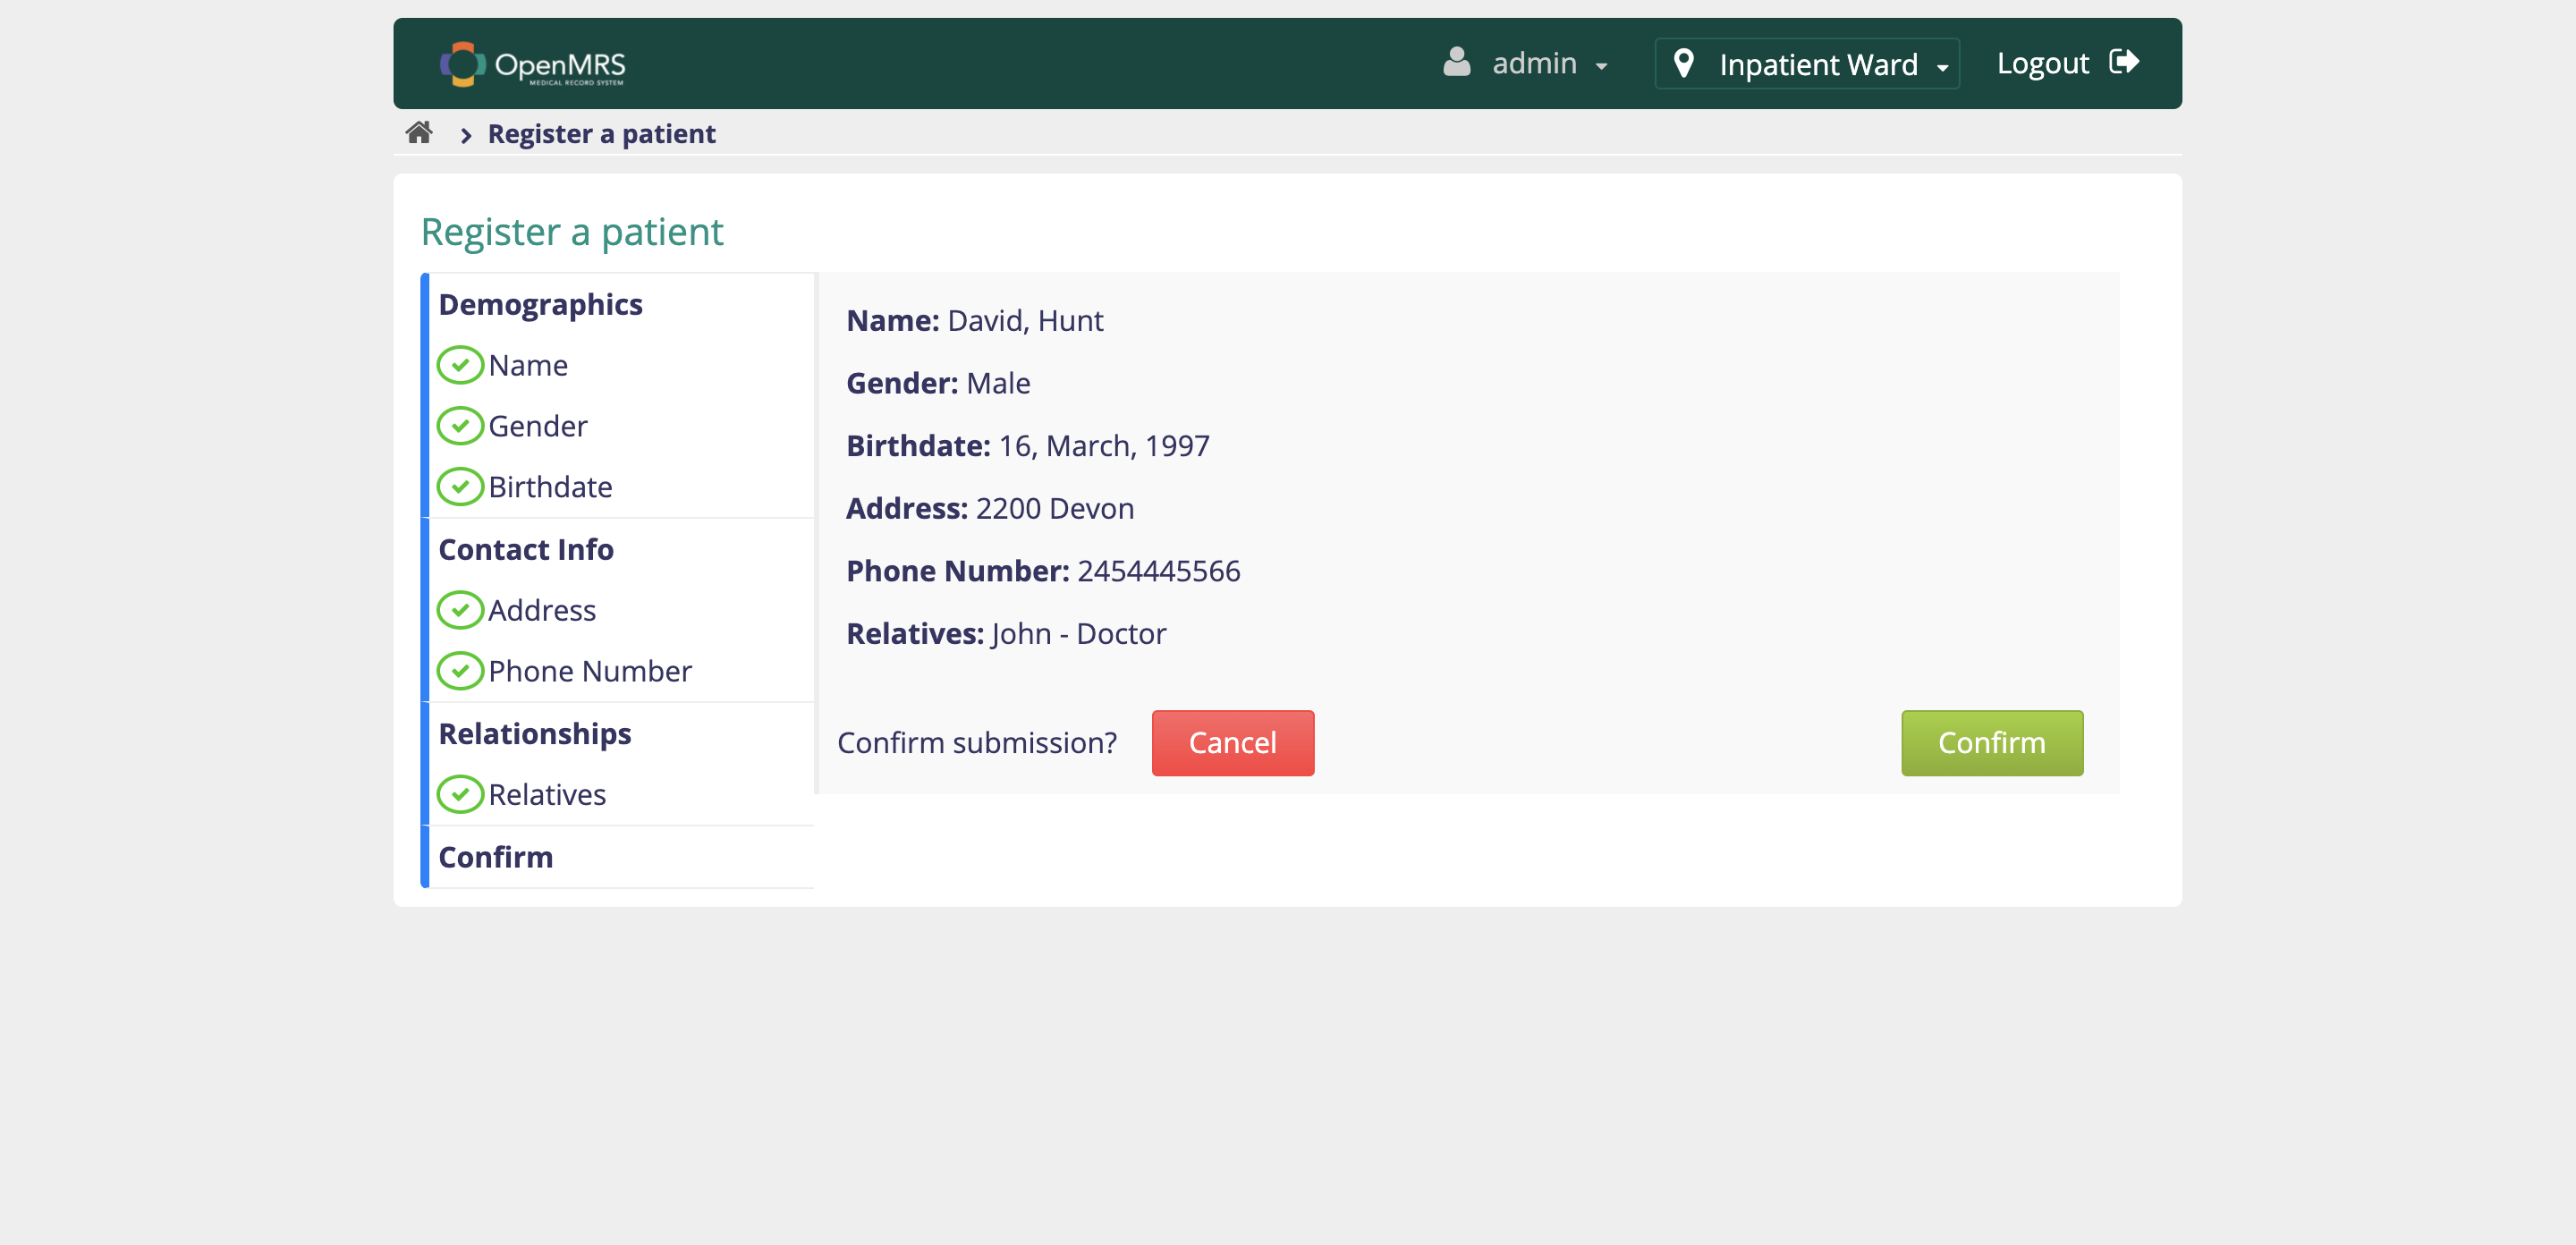 OpenMRS
MEDICAL RECORD SYSTEM
admin
Inpatient Ward
Logout
Register a patient
Register a patient
Demographics
Name
Gender
Birthdate
Contact Info
Address
Phone Number
Relationships
Relatives
Confirm
Name: David, Hunt
Gender: Male
Birthdate: 16, March, 1997
Address: 2200 Devon
Phone Number: 2454445566
Relatives: John - Doctor
Confirm submission?
Cancel
Confirm